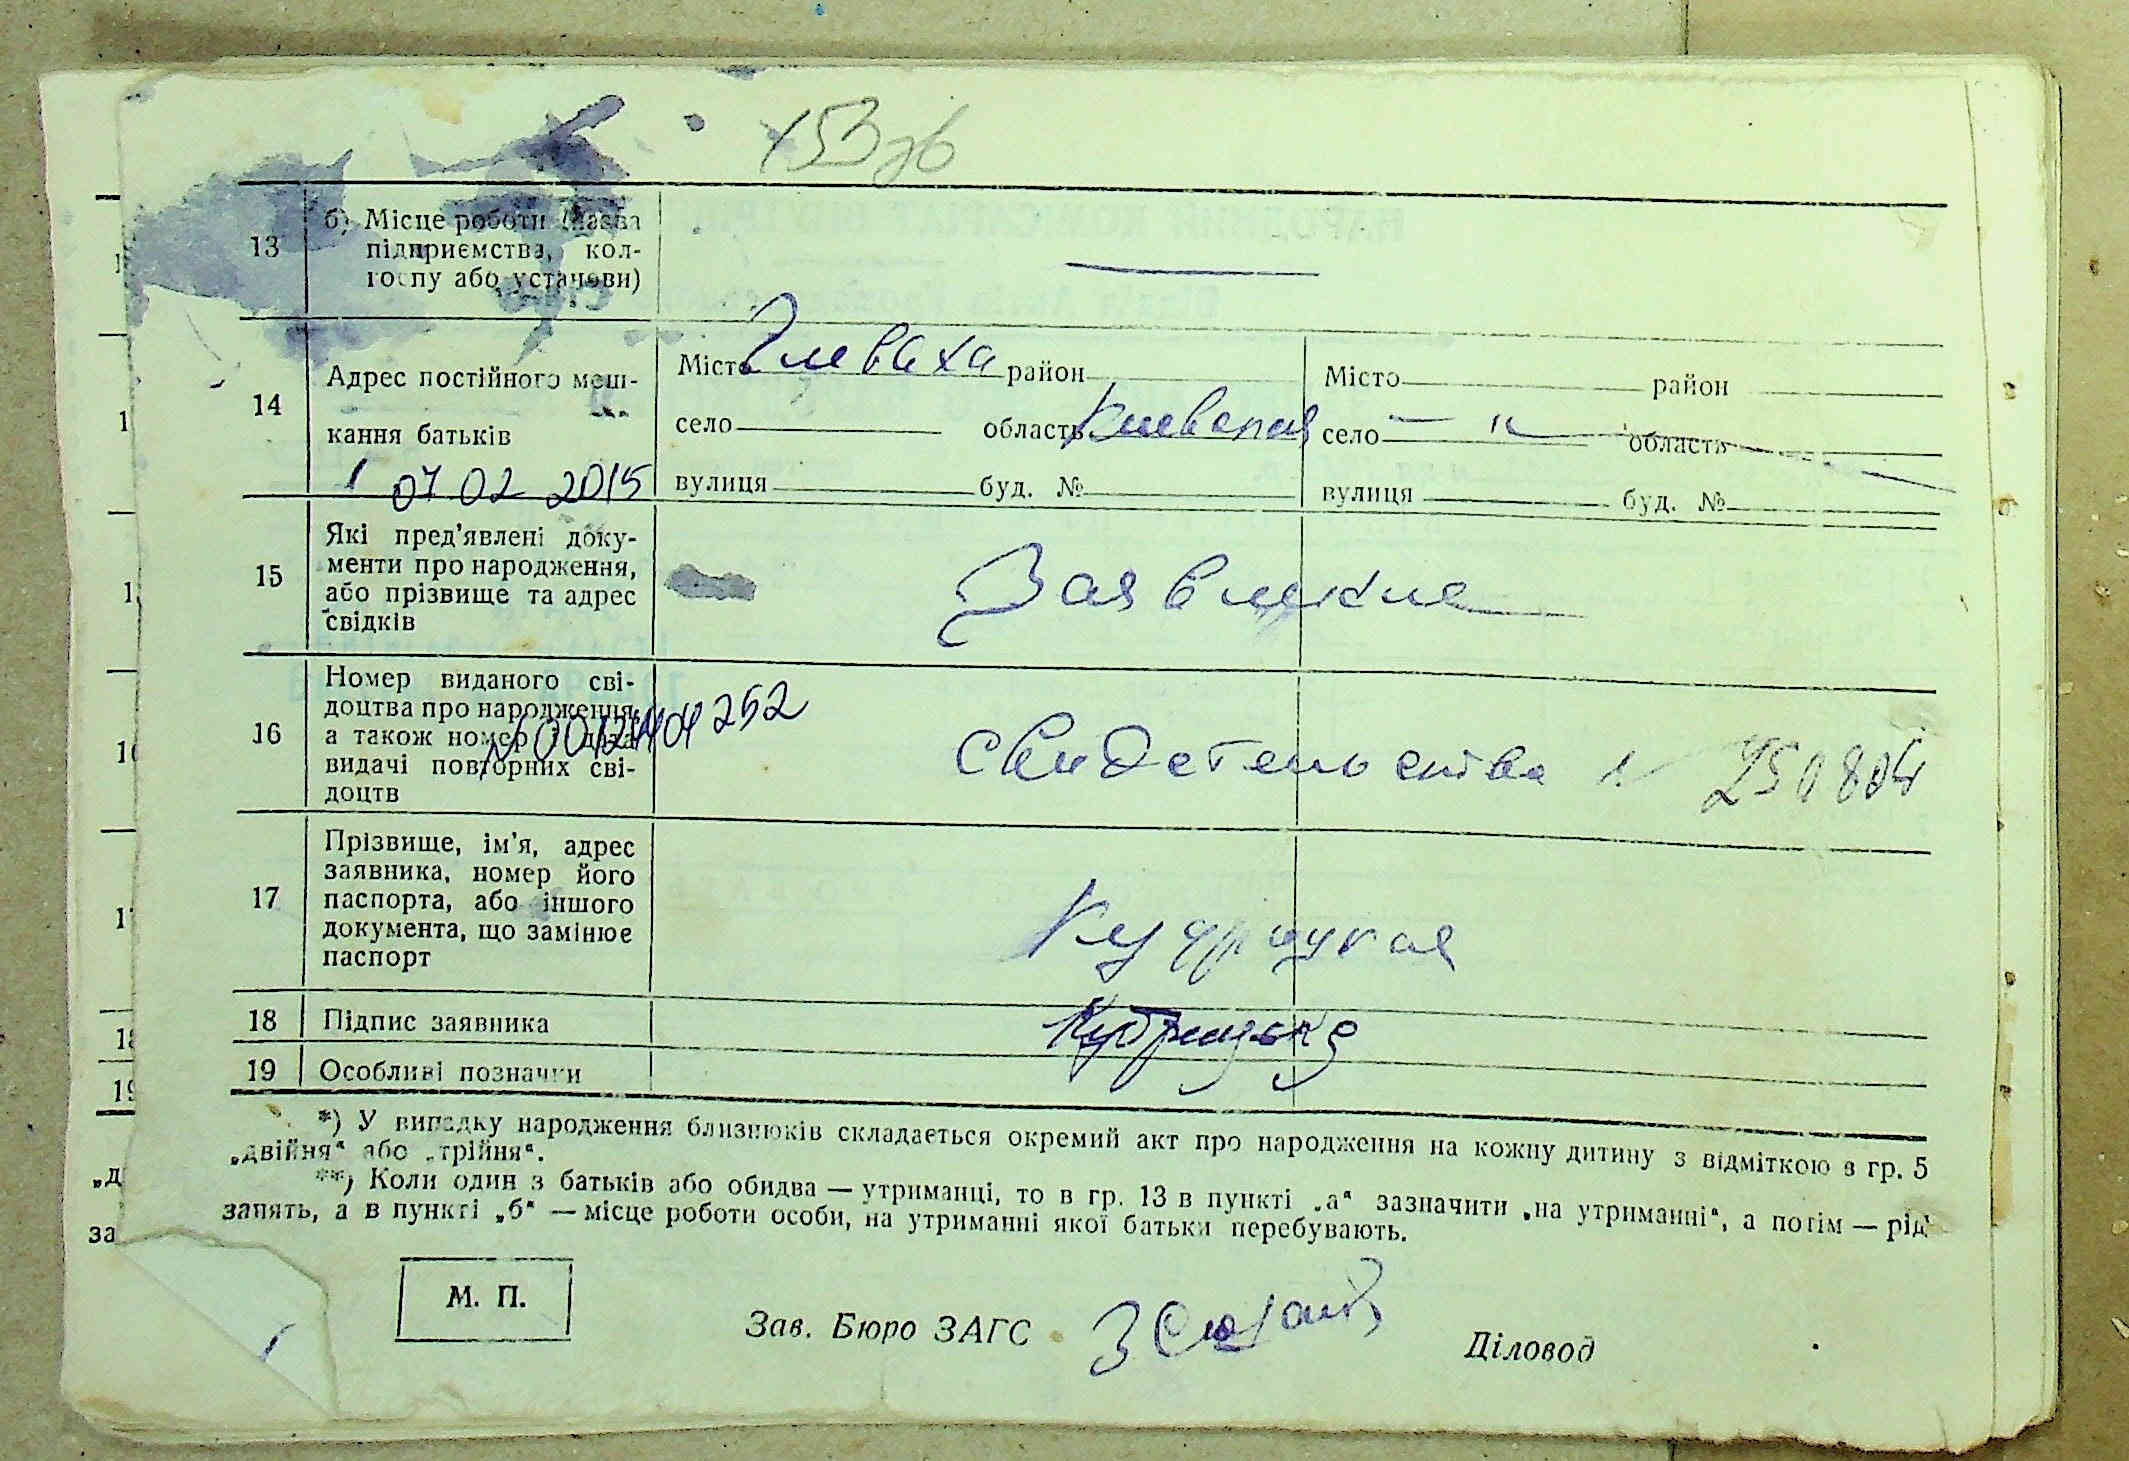 153
13
б) Місце роботи (назва
підприємства, кол-
госпу або установи)
14
Адрес постійного меш-
кання батьків
Місто Глеваха район
село область Киевская
вулиця буд. №
Місто район
село — " — область
вулиця буд. №
1 07 02 2015
15
Які пред'явлені доку-
менти про народження,
або прізвище та адрес
свідків
Заявление
16
Номер виданого сві-
доцтва про народження,
а також номер і дата
видачі повторних сві-
доцтв
N 00124404252
свидетельство 250804
17
Прізвище, ім'я, адрес
заявника, номер його
паспорта, або іншого
документа, що замінює
паспорт
18
Підпис заявника
19
Особливі позначки
*) У випадку народження близнюків складається окремий акт про народження на кожну дитину з відміткою в гр. 5
„двійня“ або „трійня“.
**) Коли один з батьків або обидва — утриманці, то в гр. 13 в пункті „а“ зазначити „на утриманні“, а потім — рід
занять, а в пункті „б“ — місце роботи особи, на утриманні якої батьки перебувають.
М. П.
Зав. Бюро ЗАГС
Діловод